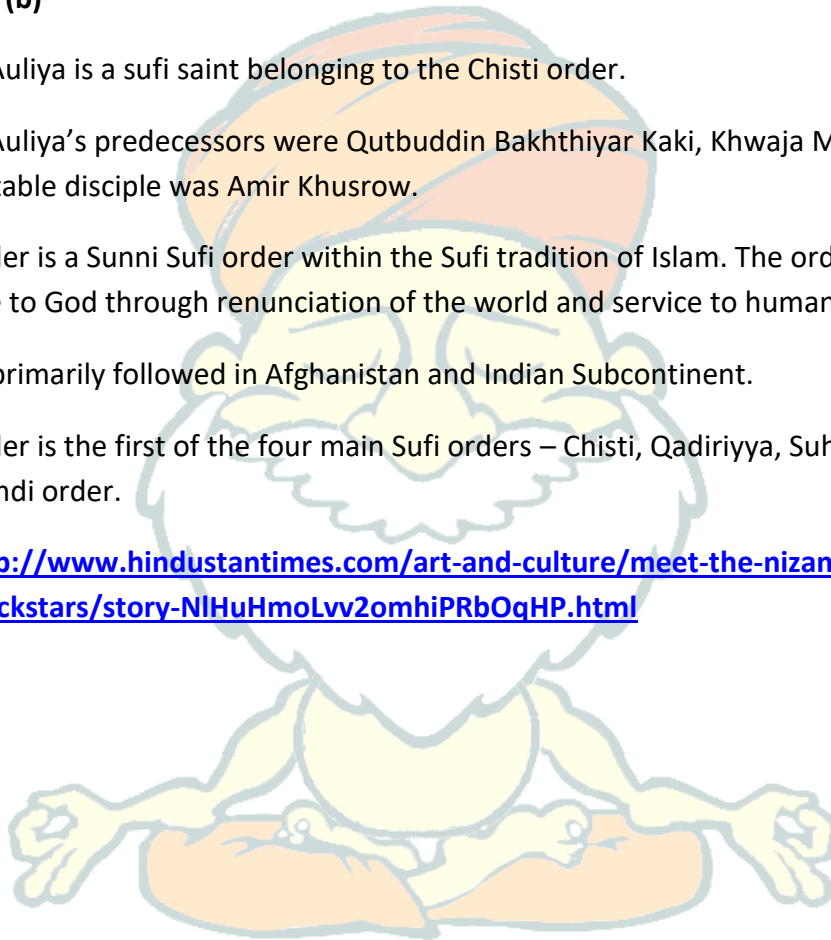 (b)
Auliya is a sufi saint belonging to the Chisti order.
Auliya’s predecessors were Qutbuddin Bakhthiyar Kaki, Khwaja M
table disciple was Amir Khusrow.
ler is a Sunni Sufi order within the Sufi tradition of Islam. The ord
e to God through renunciation of the world and service to human
primarily followed in Afghanistan and Indian Subcontinent.
ler is the first of the four main Sufi orders – Chisti, Qadiriyya, Suh
ndi order.
p://www.hindustantimes.com/art-and-culture/meet-the-nizan
ckstars/story-NlHuHmoLvv2omhiPRbOqHP.html